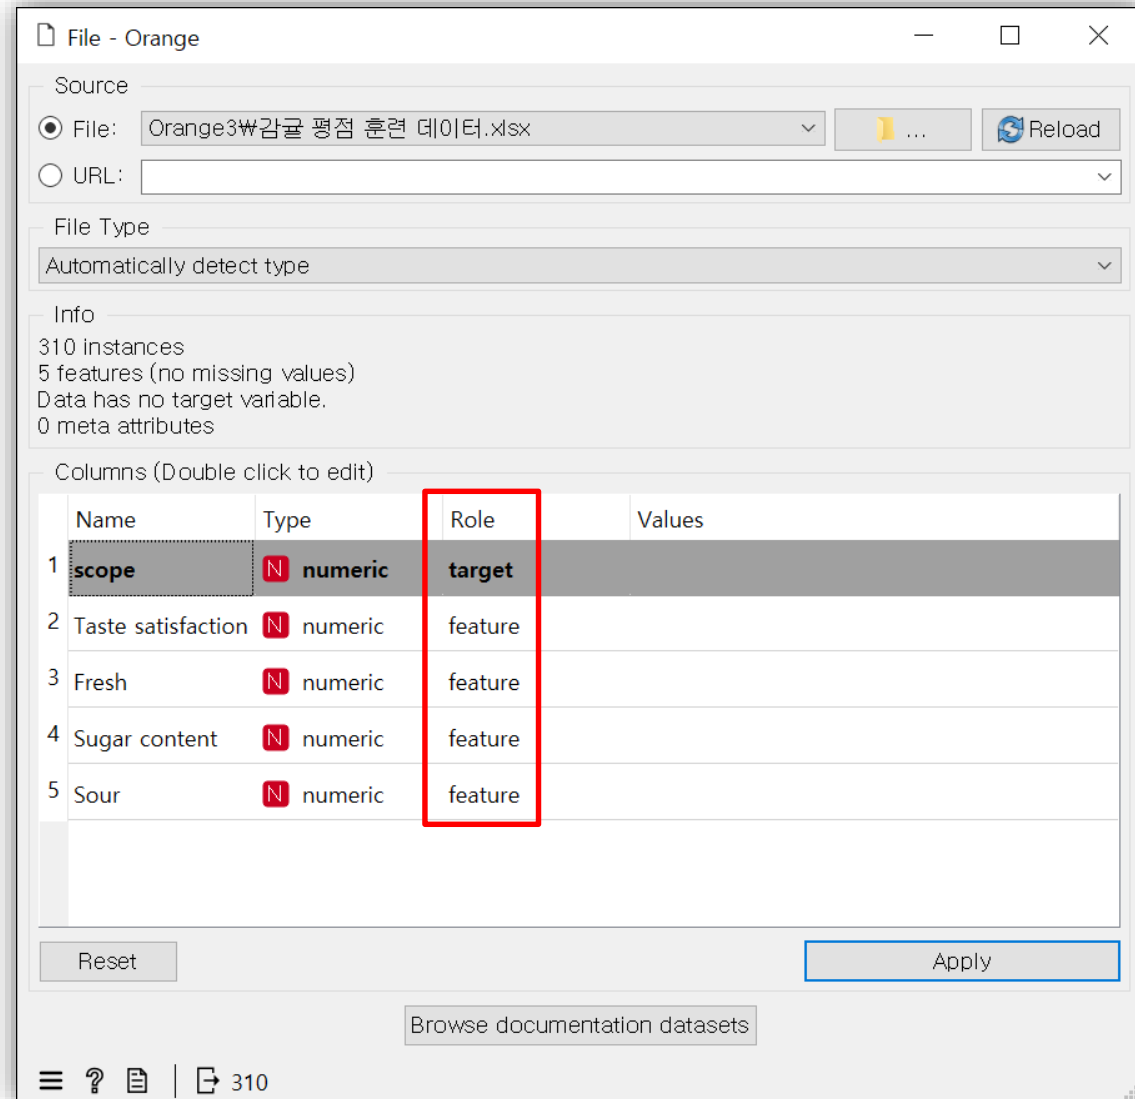 File - Orange
Source
File: Orange3₩감귤 평점 훈련 데이터.xlsx ... Reload
URL:
File Type
Automatically detect type
Info
310 instances
5 features (no missing values)
Data has no target variable.
0 meta attributes
Columns (Double click to edit)
Name Type Role Values
1 scope N numeric target
2 Taste satisfaction N numeric feature
3 Fresh N numeric feature
4 Sugar content N numeric feature
5 Sour N numeric feature
Reset Apply
Browse documentation datasets
? 310